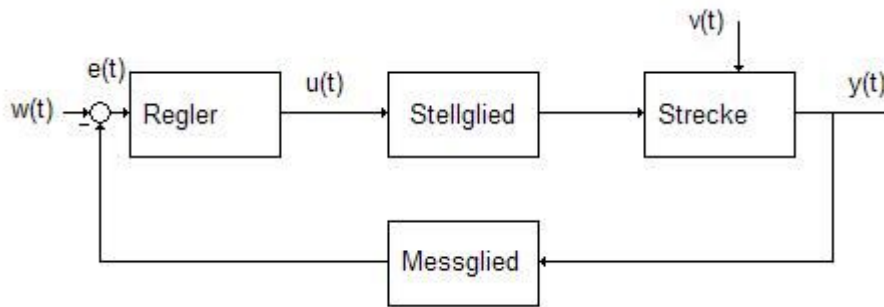 v(t)
e(t)
u(t)
y(t)
w(t)
Regler
Stellglied
Strecke
Messglied